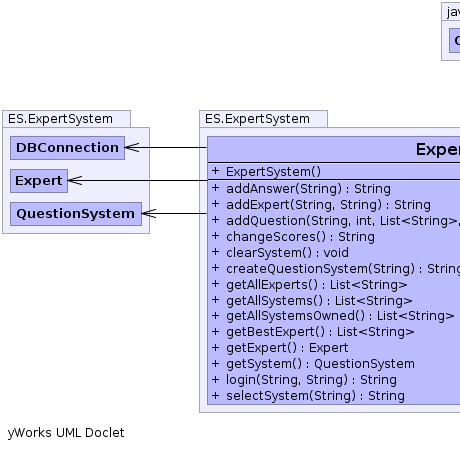 jav
ES.ExpertSystem
DBConnection
Expert
QuestionSystem
ES.ExpertSystem
Exper
+ ExpertSystem()
+ addAnswer(String) : String
+ addExpert(String, String) : String
+ addQuestion(String, int, List<String>,
+ changeScores() : String
+ clearSystem() : void
+ createQuestionSystem(String) : String
+ getAllExperts() : List<String>
+ getAllSystems() : List<String>
+ getAllSystemsOwned() : List<String>
+ getBestExpert() : List<String>
+ getExpert() : Expert
+ getSystem() : QuestionSystem
+ login(String, String) : String
+ selectSystem(String) : String
yWorks UML Doclet